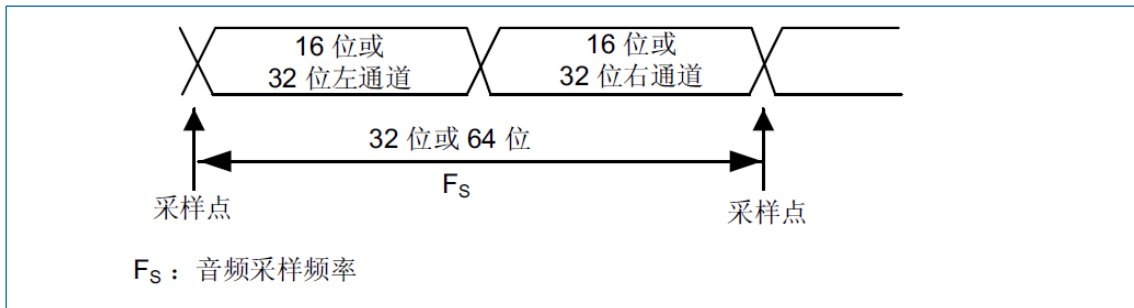 16 位或
32 位左通道
16 位或
32 位右通道
32 位或 64 位
FS
采样点
采样点
FS： 音频采样频率